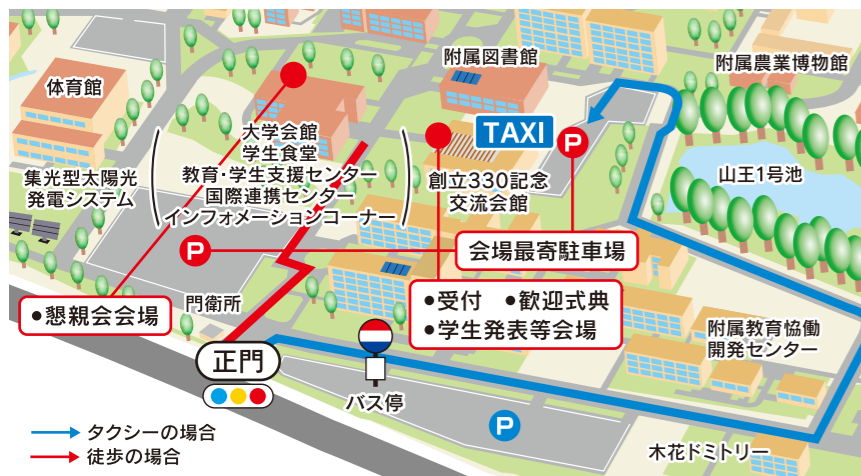 附属図書館
附属農業博物館
体育館
TAXI
大学会館
学生食堂
教育・学生支援センター
国際連携センター
インフォメーションコーナー
P
集光型太陽光
発電システム
創立330記念
交流会館
山王1号池
P
会場最寄駐車場
●懇親会会場
門衛所
●受付 ●歓迎式典
●学生発表等会場
附属教育協働
開発センター
正門
バス停
P
木花ドミトリー
タクシーの場合
徒歩の場合